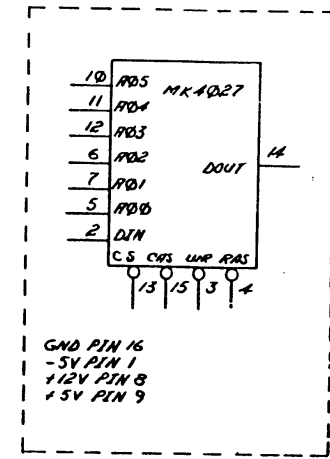 10 A05 MK4027
11 A04
12 A03
6 A02 DOUT 14
7 A01
5 A00
2 DIN
CS CAS WR RAS
13 15 3 4
GND PIN 16
-5V PIN 1
+12V PIN 8
+5V PIN 9